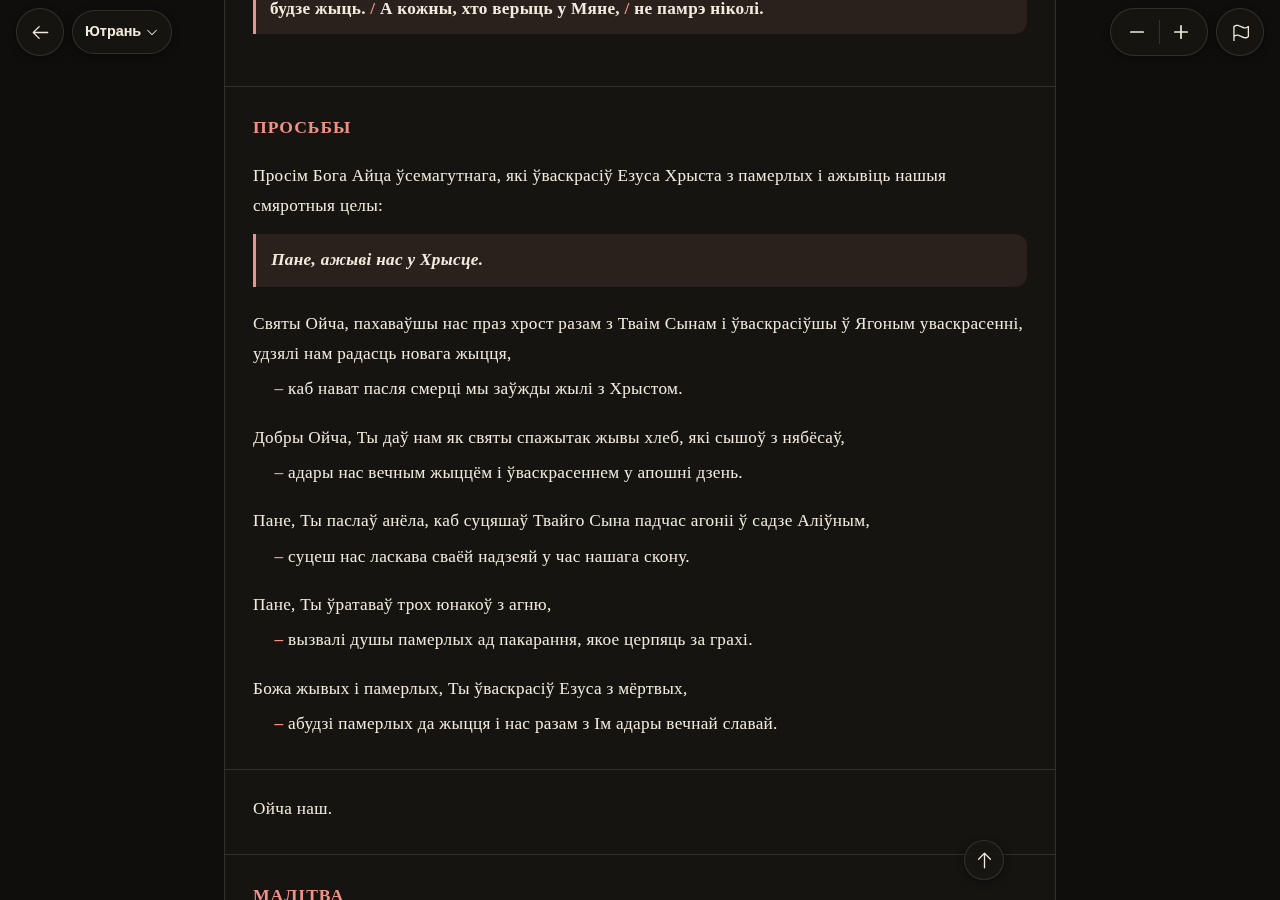 будзе жыць. / А кожны, хто верыць у Мяне, / не памрэ ніколі.
Ютрань
ПРОСЬБЫ
Просім Бога Айца ўсемагутнага, які ўваскрасіў Езуса Хрыста з памерлых і ажывіць нашыя
смяротныя целы:
Пане, ажыві нас у Хрысце.
Святы Ойча, пахаваўшы нас праз хрост разам з Тваім Сынам і ўваскрасіўшы ў Ягоным уваскрасенні,
удзялі нам радасць новага жыцця,
– каб нават пасля смерці мы заўжды жылі з Хрыстом.
Добры Ойча, Ты даў нам як святы спажытак жывы хлеб, які сышоў з нябёсаў,
– адары нас вечным жыццём і ўваскрасеннем у апошні дзень.
Пане, Ты паслаў анёла, каб суцяшаў Твайго Сына падчас агоніі ў садзе Аліўным,
– суцеш нас ласкава сваёй надзеяй у час нашага скону.
Пане, Ты ўратаваў трох юнакоў з агню,
– вызвалі душы памерлых ад пакарання, якое церпяць за грахі.
Божа жывых і памерлых, Ты ўваскрасіў Езуса з мёртвых,
– абудзі памерлых да жыцця і нас разам з Ім адары вечнай славай.
Ойча наш.
МАЛІТВА